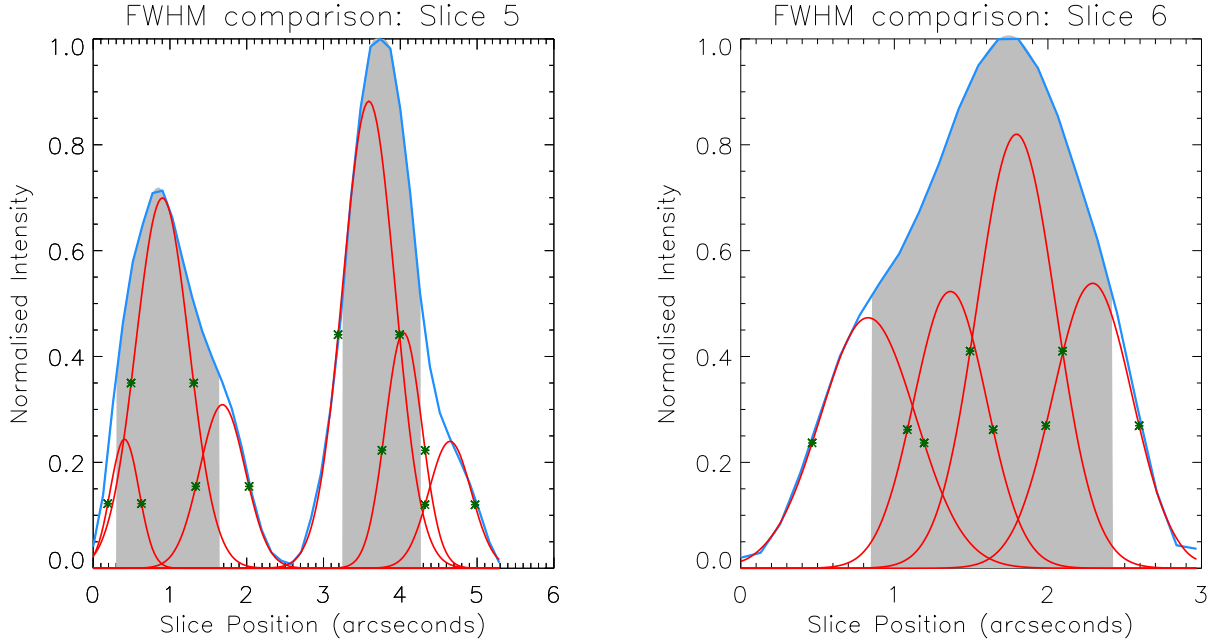 FWHM comparison: Slice 5
Normalised Intensity
1.0
0.8
0.6
0.4
0.2
0.0
0 1 2 3 4 5 6
Slice Position (arcseconds)
FWHM comparison: Slice 6
Normalised Intensity
1.0
0.8
0.6
0.4
0.2
0.0
0 1 2 3
Slice Position (arcseconds)